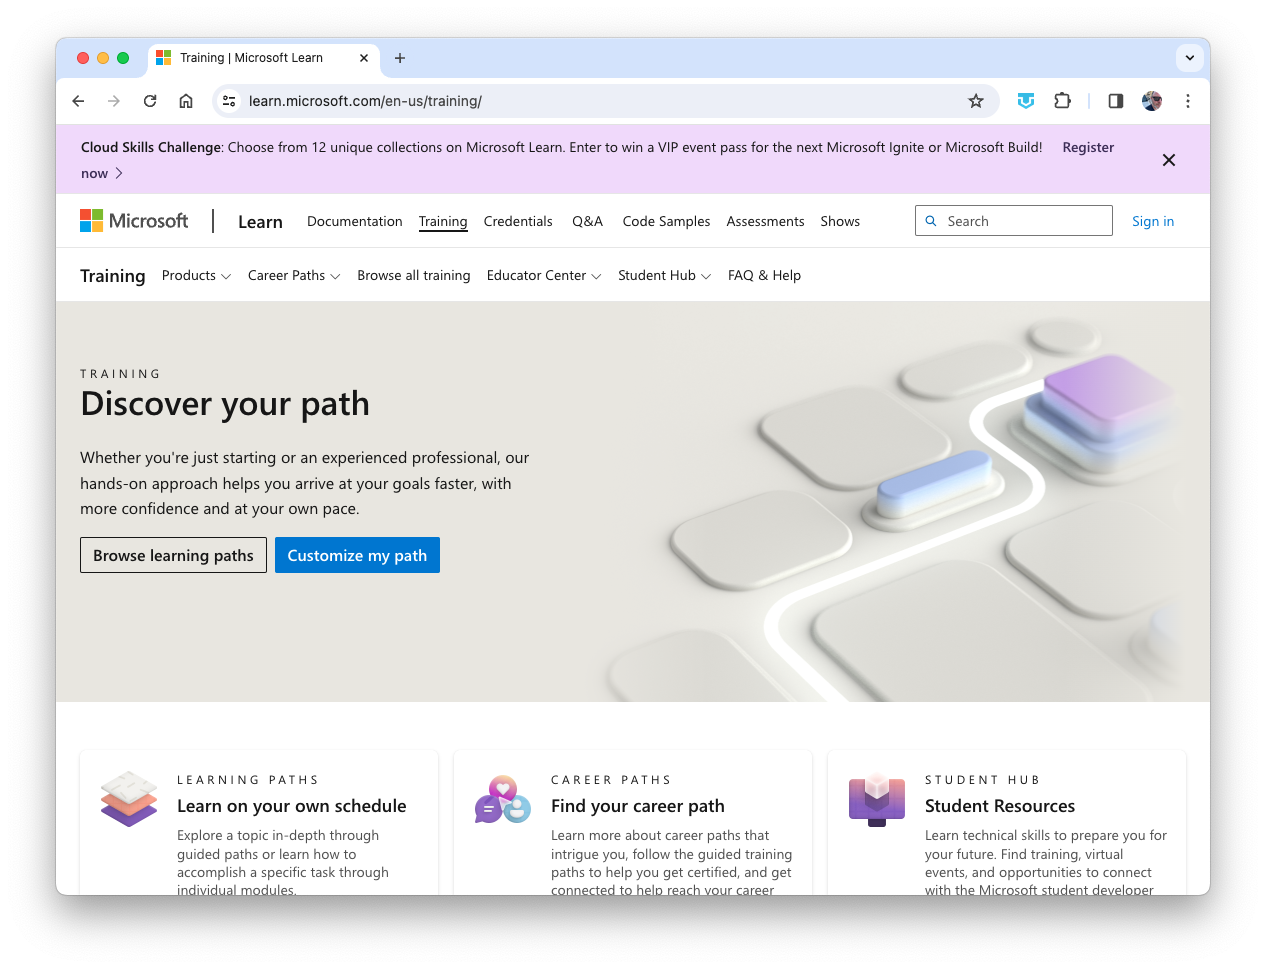 Training | Microsoft Learn
learn.microsoft.com/en-us/training/
Cloud Skills Challenge: Choose from 12 unique collections on Microsoft Learn. Enter to win a VIP event pass for the next Microsoft Ignite or Microsoft Build! Register
now
Microsoft Learn Documentation Training Credentials Q&A Code Samples Assessments Shows Search Sign in
Training Products Career Paths Browse all training Educator Center Student Hub FAQ & Help
TRAINING
Discover your path
Whether you're just starting or an experienced professional, our
hands-on approach helps you arrive at your goals faster, with
more confidence and at your own pace.
Browse learning paths Customize my path
LEARNING PATHS
Learn on your own schedule
Explore a topic in-depth through
guided paths or learn how to
accomplish a specific task through
individual modules.
CAREER PATHS
Find your career path
Learn more about career paths that
intrigue you, follow the guided training
paths to help you get certified, and get
connected to help reach your career
STUDENT HUB
Student Resources
Learn technical skills to prepare you for
your future. Find training, virtual
events, and opportunities to connect
with the Microsoft student developer